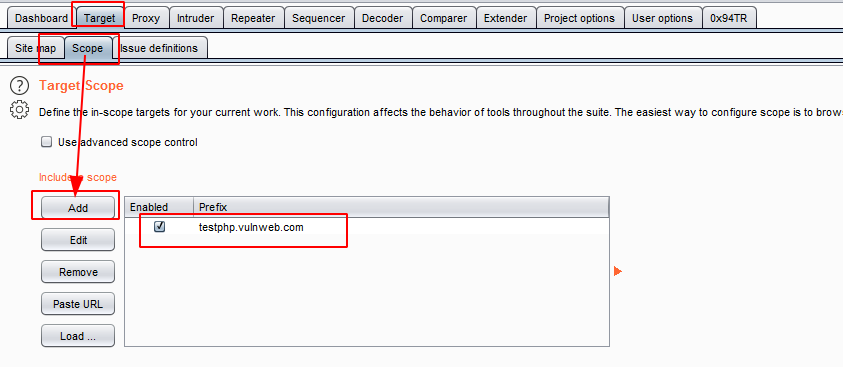 Dashboard Target Proxy Intruder Repeater Sequencer Decoder Comparer Extender Project options User options 0x94TR
Site map Scope Issue definitions
Target Scope
Define the in-scope targets for your current work. This configuration affects the behavior of tools throughout the suite. The easiest way to configure scope is to brow
Use advanced scope control
Include in scope
Add
Enabled Prefix
testphp.vulnweb.com
Edit
Remove
Paste URL
Load ...